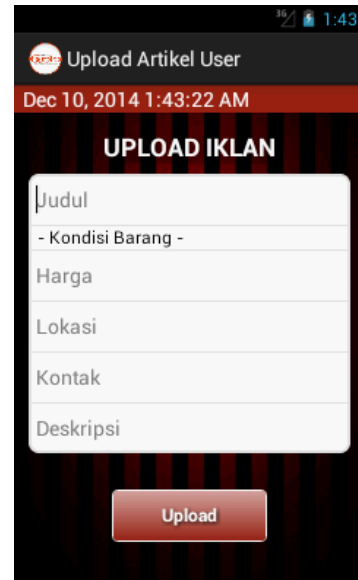 3G 1:43
Upload Artikel User
Dec 10, 2014 1:43:22 AM
UPLOAD IKLAN
Judul
- Kondisi Barang -
Harga
Lokasi
Kontak
Deskripsi
Upload